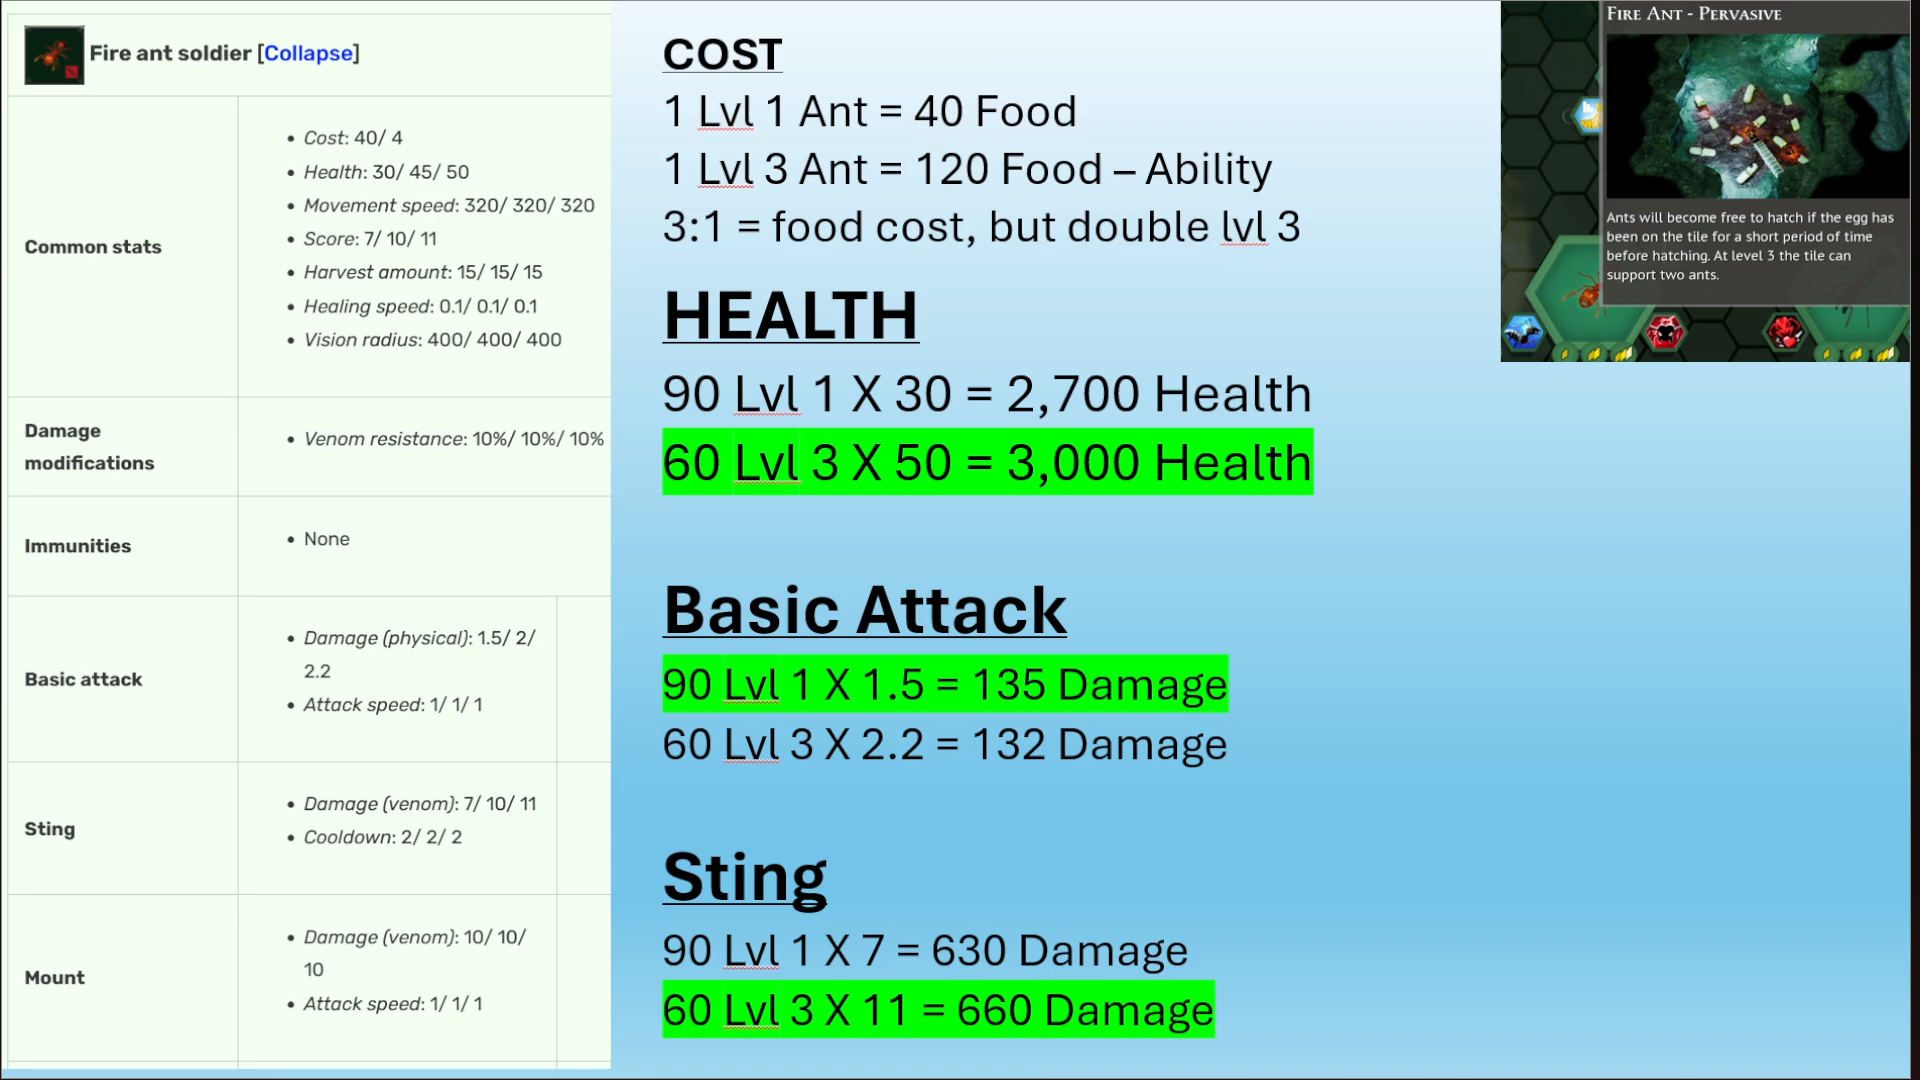 Fire ant soldier [Collapse]
Common stats
Cost: 40/ 4
Health: 30/ 45/ 50
Movement speed: 320/ 320/ 320
Score: 7/ 10/ 11
Harvest amount: 15/ 15/ 15
Healing speed: 0.1/ 0.1/ 0.1
Vision radius: 400/ 400/ 400
Damage
modifications
Venom resistance: 10%/ 10%/ 10%
Immunities
None
Basic attack
Damage (physical): 1.5/ 2/
2.2
Attack speed: 1/ 1/ 1
Sting
Damage (venom): 7/ 10/ 11
Cooldown: 2/ 2/ 2
Mount
Damage (venom): 10/ 10/
10
Attack speed: 1/ 1/ 1
COST
1 Lvl 1 Ant = 40 Food
1 Lvl 3 Ant = 120 Food – Ability
3:1 = food cost, but double lvl 3
HEALTH
90 Lvl 1 X 30 = 2,700 Health
60 Lvl 3 X 50 = 3,000 Health
Basic Attack
90 Lvl 1 X 1.5 = 135 Damage
60 Lvl 3 X 2.2 = 132 Damage
Sting
90 Lvl 1 X 7 = 630 Damage
60 Lvl 3 X 11 = 660 Damage
Fire Ant - Pervasive
Ants will become free to hatch if the egg has
been on the tile for a short period of time
before hatching. At level 3 the tile can
support two ants.